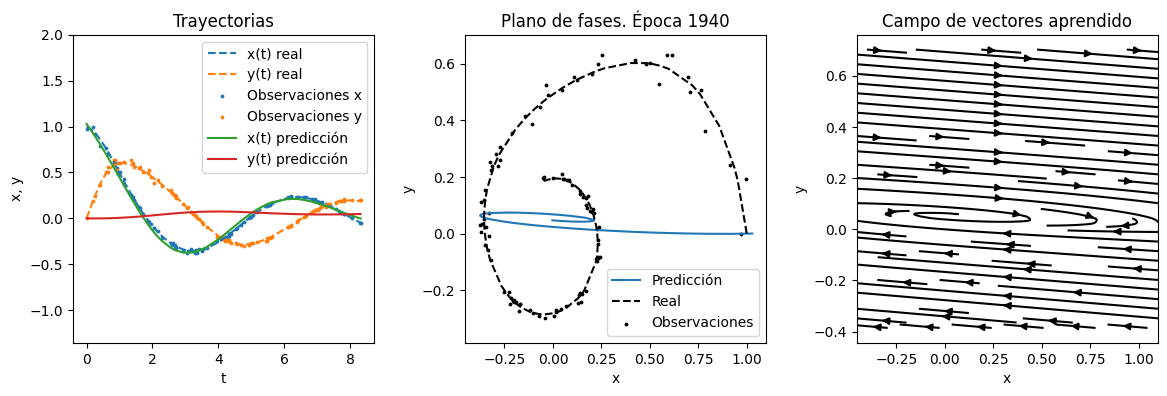 Trayectorias
2.0
1.5
1.0
0.5
0.0
−0.5
−1.0
x, y
0 2 4 6 8
t
x(t) real
y(t) real
Observaciones x
Observaciones y
x(t) predicción
y(t) predicción
Plano de fases. Época 1940
0.6
0.4
0.2
0.0
−0.2
y
−0.25 0.00 0.25 0.50 0.75 1.00
x
Predicción
Real
Observaciones
Campo de vectores aprendido
0.6
0.4
0.2
0.0
−0.2
−0.4
y
−0.25 0.00 0.25 0.50 0.75 1.00
x